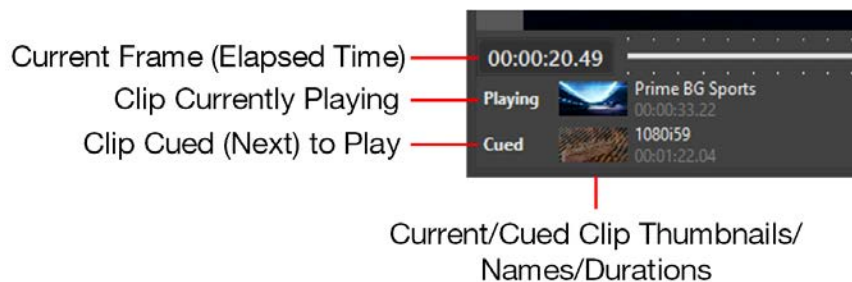 Current Frame (Elapsed Time)
00:00:20.49
Clip Currently Playing
Playing
Prime BG Sports
00:00:33.22
Clip Cued (Next) to Play
Cued
1080i59
00:01:22.04
Current/Cued Clip Thumbnails/
Names/Durations